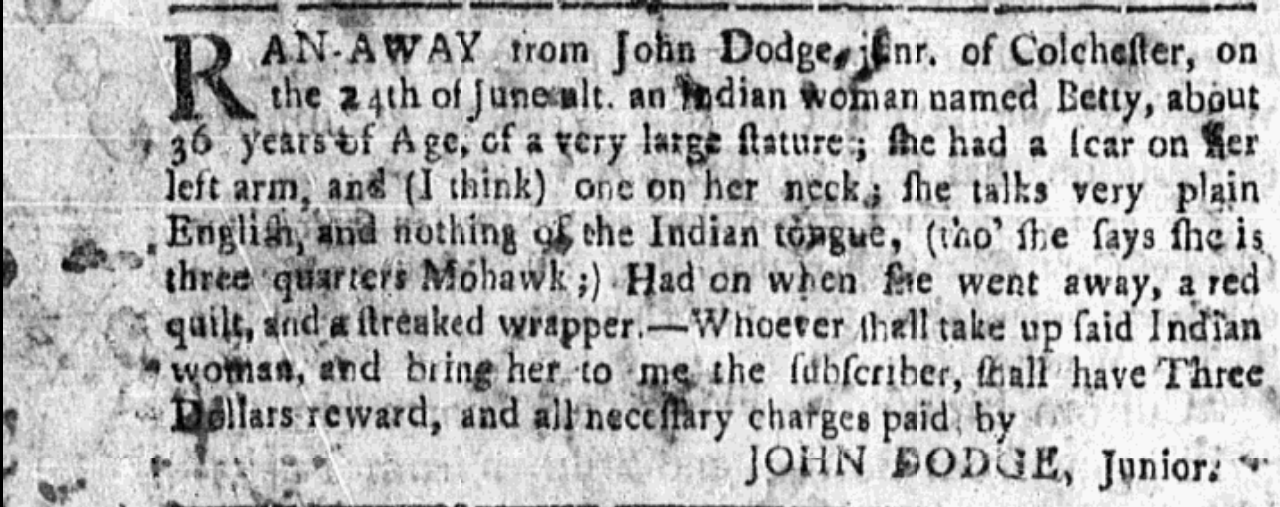 RAN-AWAY from John Dodge, junr. of Colcheſter, on
the 24th of June ult. an Indian woman named Betty, about
36 years of Age, of a very large ſtature; ſhe had a ſcar on her
left arm, and (I think) one on her neck; ſhe talks very plain
Engliſh, and nothing of the Indian tongue, (tho' ſhe ſays ſhe is
three quarters Mohawk;) Had on when ſhe went away, a red
quilt, and a ſtreaked wrapper.—Whoever ſhall take up ſaid Indian
woman, and bring her to me the ſubſcriber, ſhall have Three
Dollars reward, and all neceſſary charges paid by
JOHN DODGE, Junior.